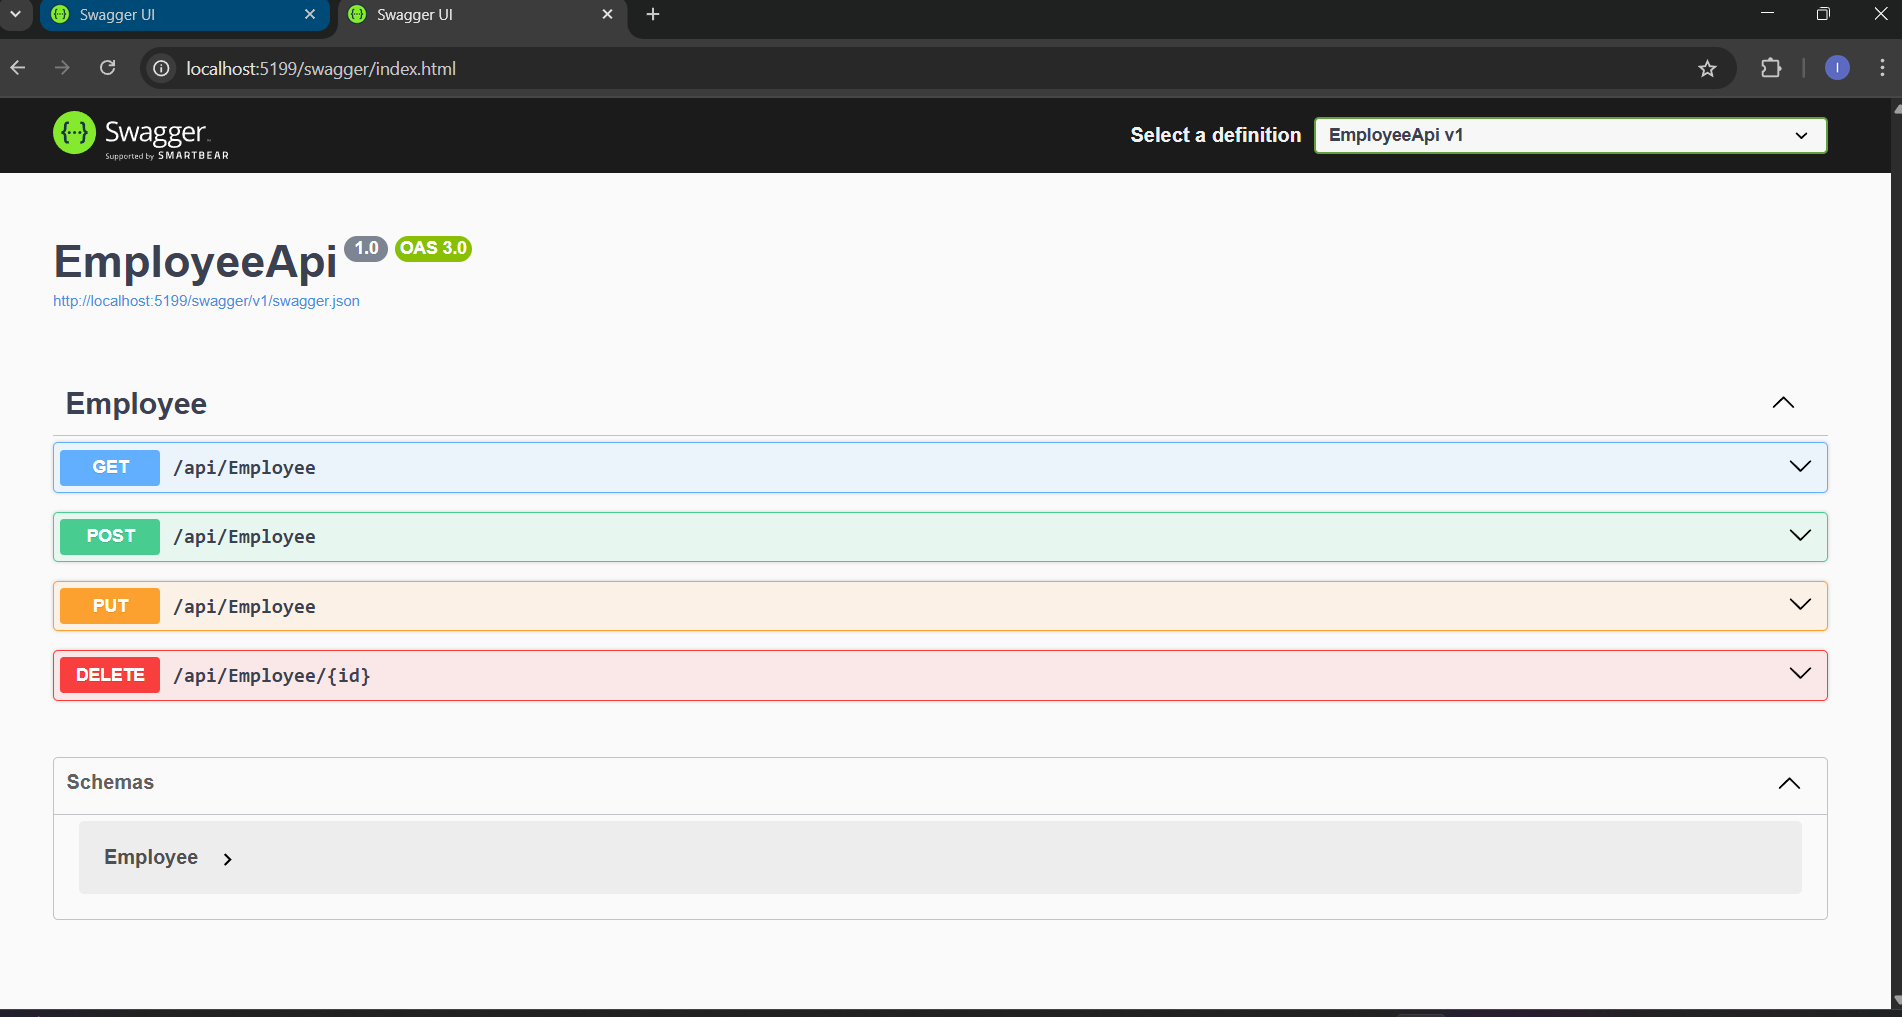 Swagger UI
Swagger UI
localhost:5199/swagger/index.html
I
{···} Swagger
Supported by SMARTBEAR
Select a definition
EmployeeApi v1
EmployeeApi 1.0 OAS 3.0
http://localhost:5199/swagger/v1/swagger.json
Employee
GET /api/Employee
POST /api/Employee
PUT /api/Employee
DELETE /api/Employee/{id}
Schemas
Employee